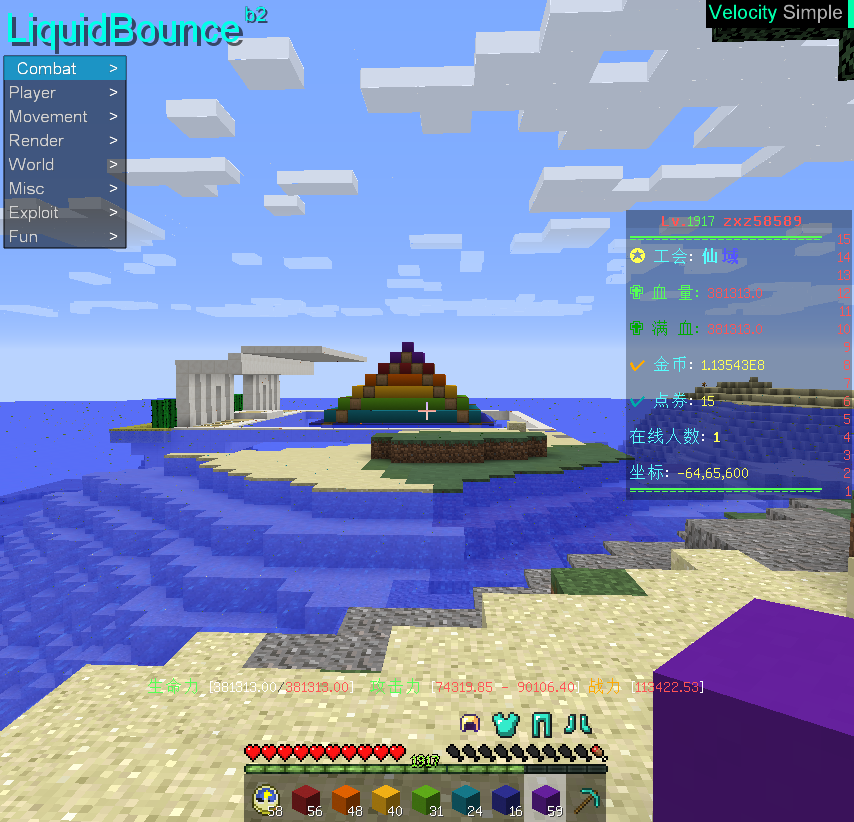 LiquidBounce b2
Velocity Simple
Combat >
Player >
Movement >
Render >
World >
Misc >
Exploit >
Fun >
Lv.1917 zxz58589
15
工会: 仙域
14
13
血 量: 381313.0
12
11
满 血: 381313.0
10
9
金币: 1.13543E8
8
7
点券: 15
6
5
在线人数: 1
4
3
坐标: -64,65,600
2
1
生命力 [381313.00/381313.00] 攻击力 [74319.85 - 90106.40] 战力 [118422.53]
1917
58 56 48 40 31 24 16 59